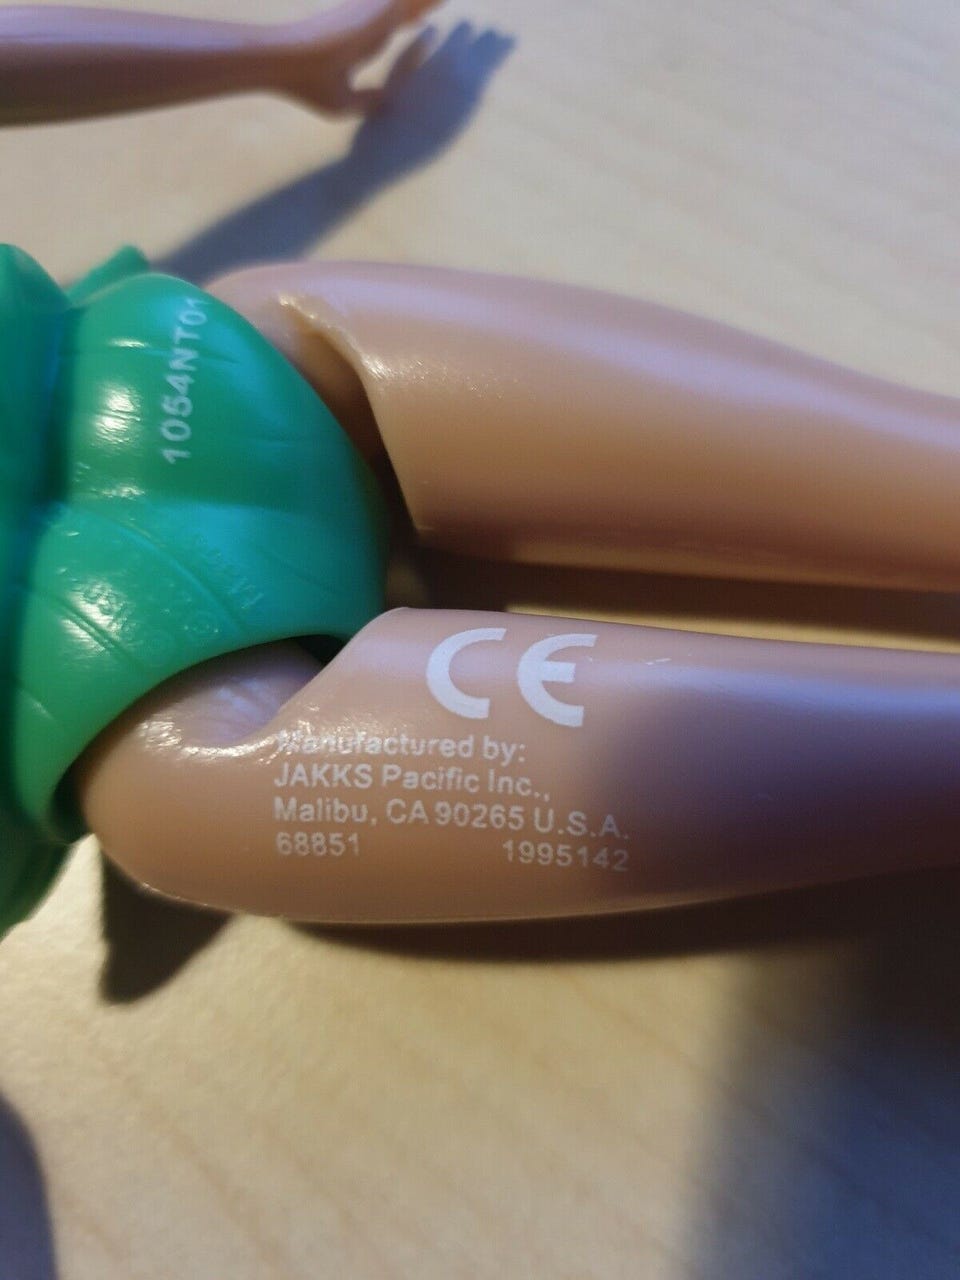 1054NT01
CE
Manufactured by:
JAKKS Pacific Inc.,
Malibu, CA 90265 U.S.A.
68851 1995142